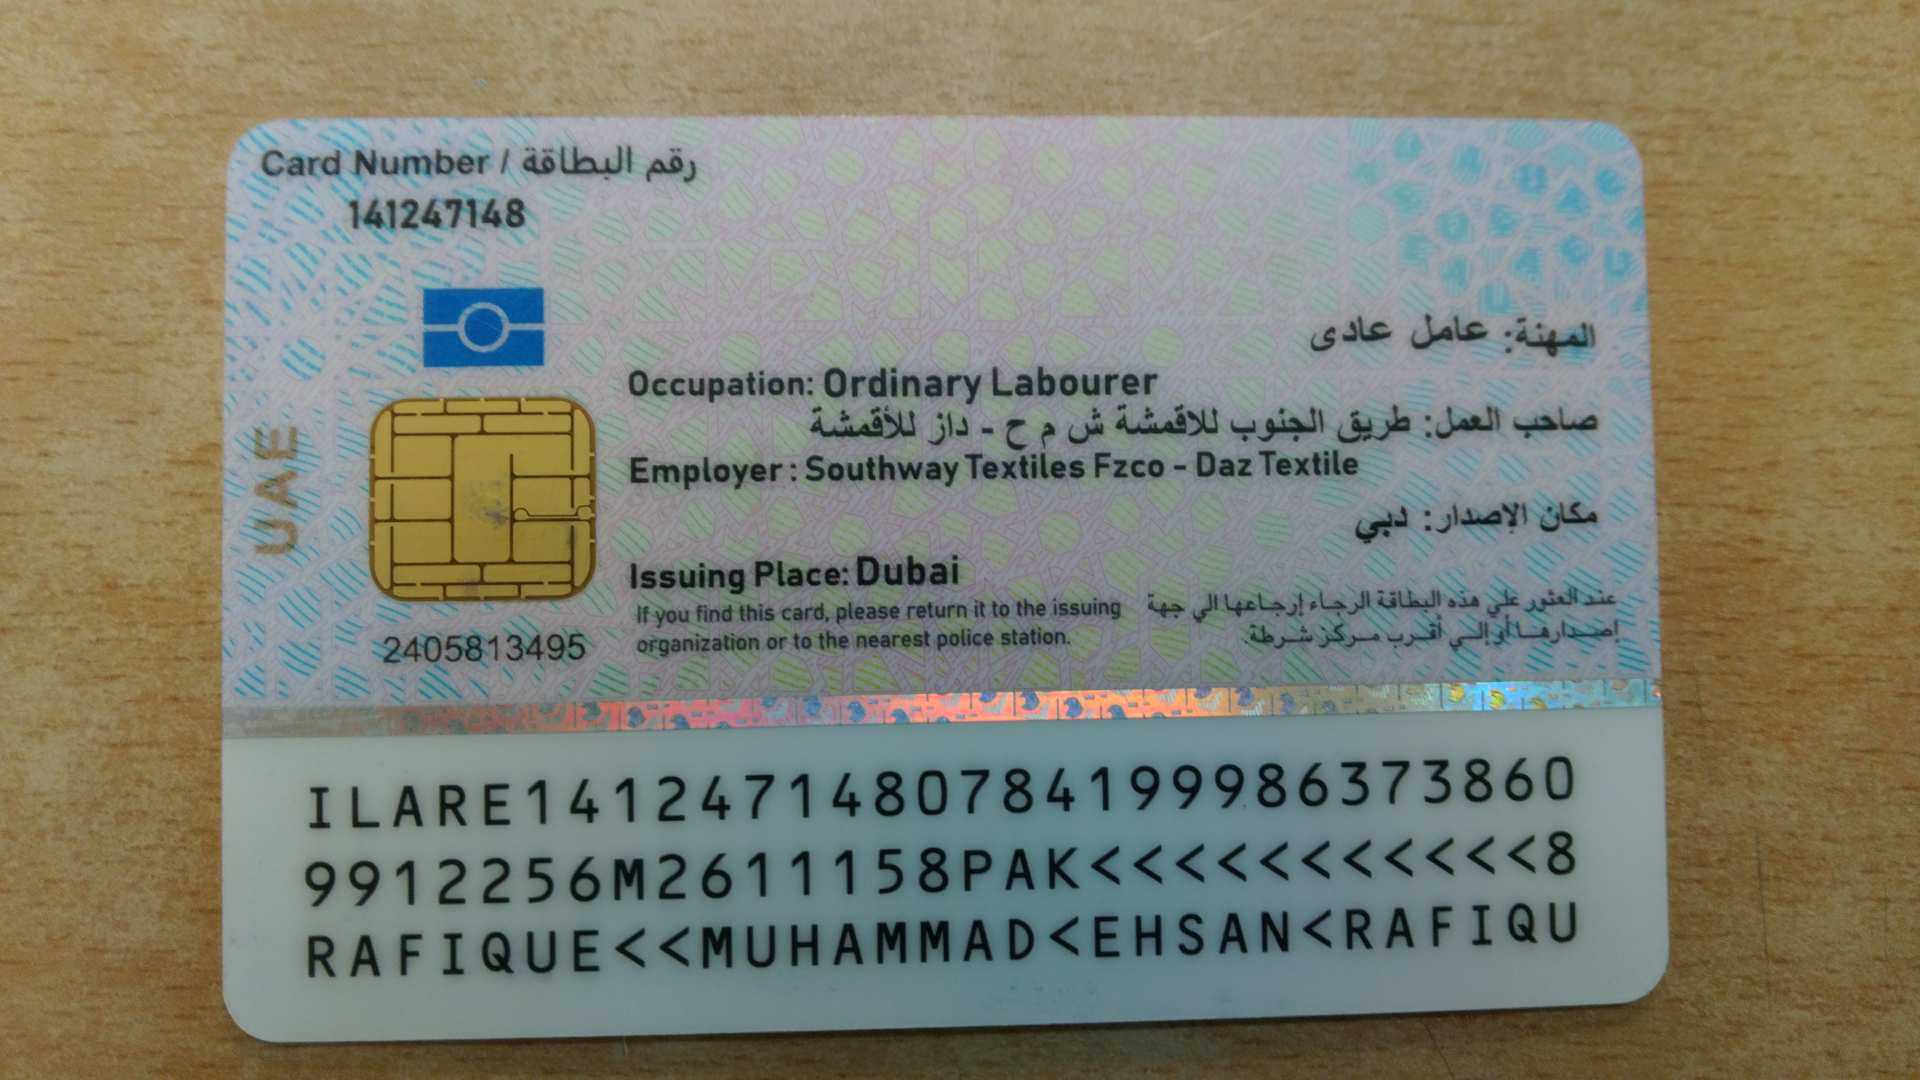 Card Number / رقم البطاقة
141247148
المهنة: عامل عادى
Occupation: Ordinary Labourer
صاحب العمل: طريق الجنوب للاقمشة ش م ح - داز للأقمشة
Employer : Southway Textiles Fzco - Daz Textile
مكان الإصدار: دبي
Issuing Place: Dubai
If you find this card, please return it to the issuing
organization or to the nearest police station.
عند العثور علي هذه البطاقة الرجاء إرجاعها الي جهة
إصدارها أو إلي أقرب مركز شرطة.
UAE
2405813495
ILARE1412471480784199986373860
9912256M2611158PAK<<<<<<<<<<<8
RAFIQUE<<MUHAMMAD<EHSAN<RAFIQU